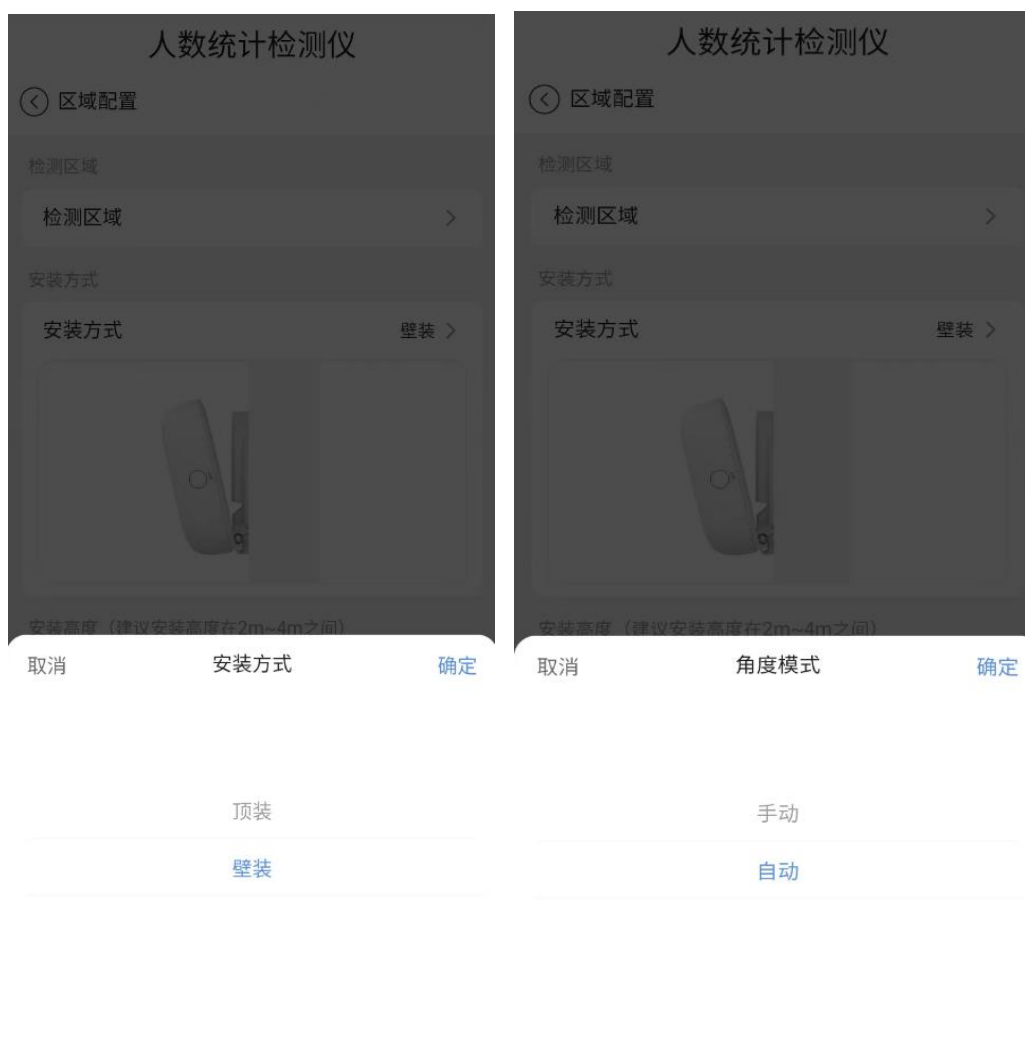 人数统计检测仪
区域配置
检测区域
检测区域
安装方式
安装方式 壁装
安装高度（建议安装高度在2m~4m之间）
取消 安装方式 确定
顶装
壁装
人数统计检测仪
区域配置
检测区域
检测区域
安装方式
安装方式 壁装
安装高度（建议安装高度在2m~4m之间）
取消 角度模式 确定
手动
自动